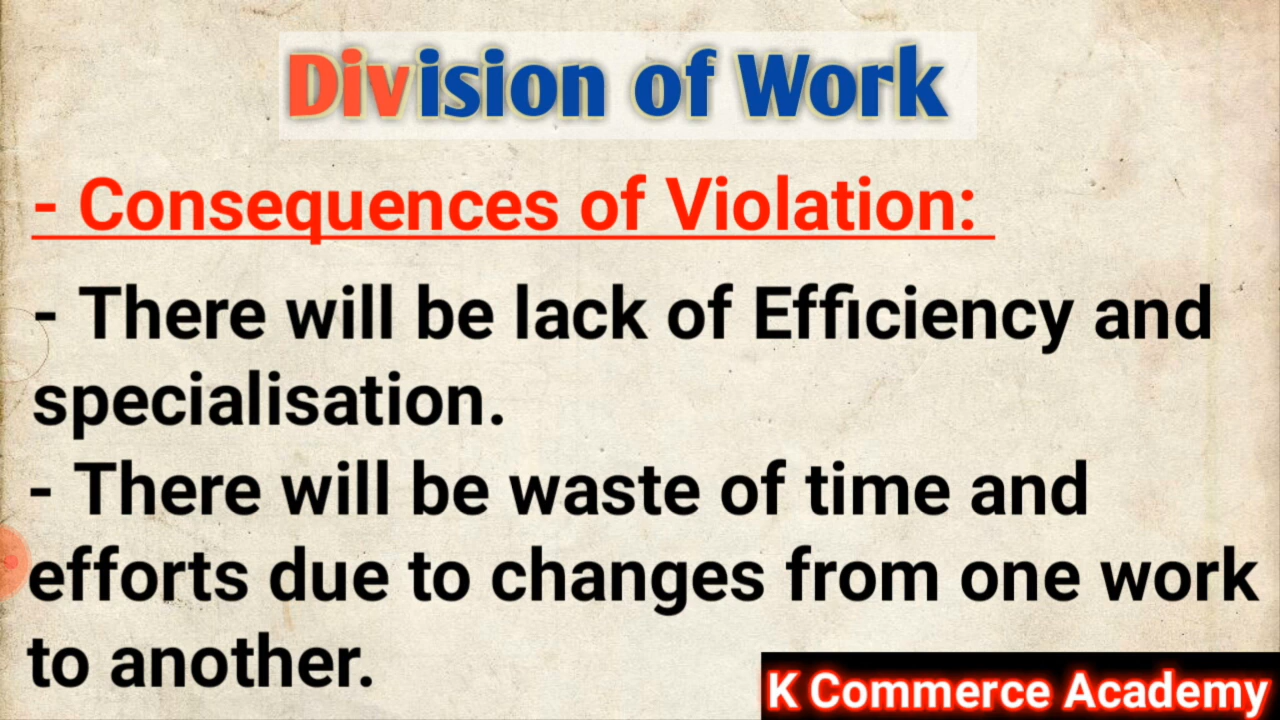 Division of Work
- Consequences of Violation:
- There will be lack of Efficiency and
specialisation.
- There will be waste of time and
efforts due to changes from one work
to another.
K Commerce Academy